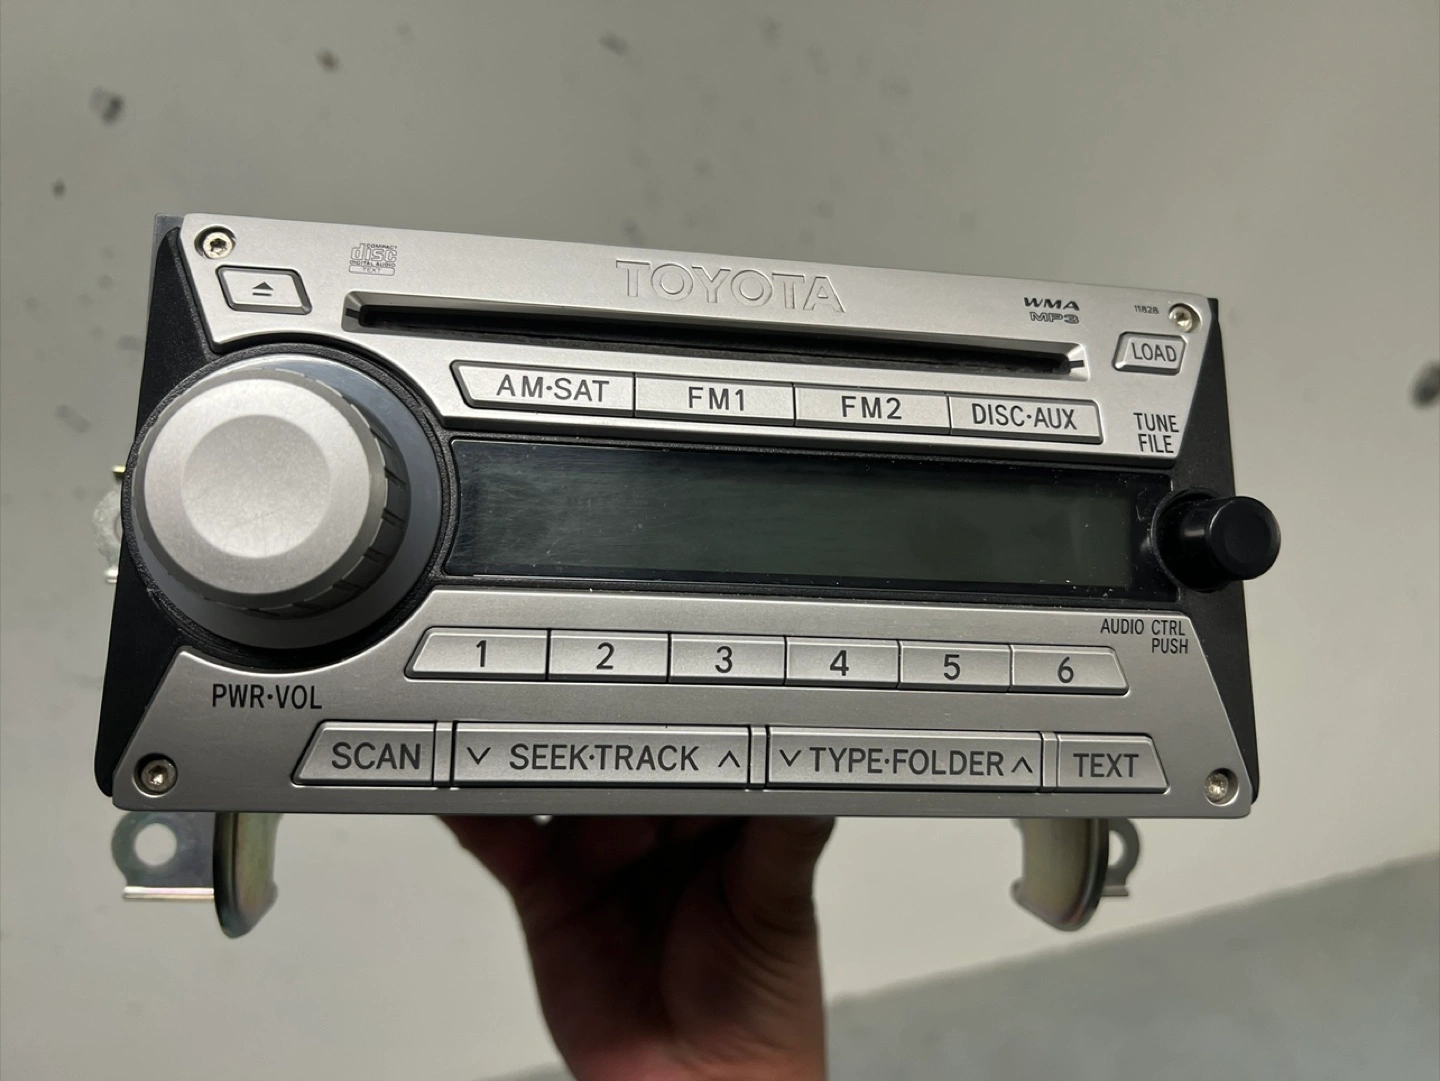 COMPACT
disc
DIGITAL AUDIO
TEXT
TOYOTA
WMA
MP3
11828
LOAD
AM·SAT
FM1
FM2
DISC·AUX
TUNE
FILE
AUDIO CTRL
PUSH
1
2
3
4
5
6
PWR·VOL
SCAN
∨ SEEK·TRACK ∧
∨ TYPE·FOLDER ∧
TEXT